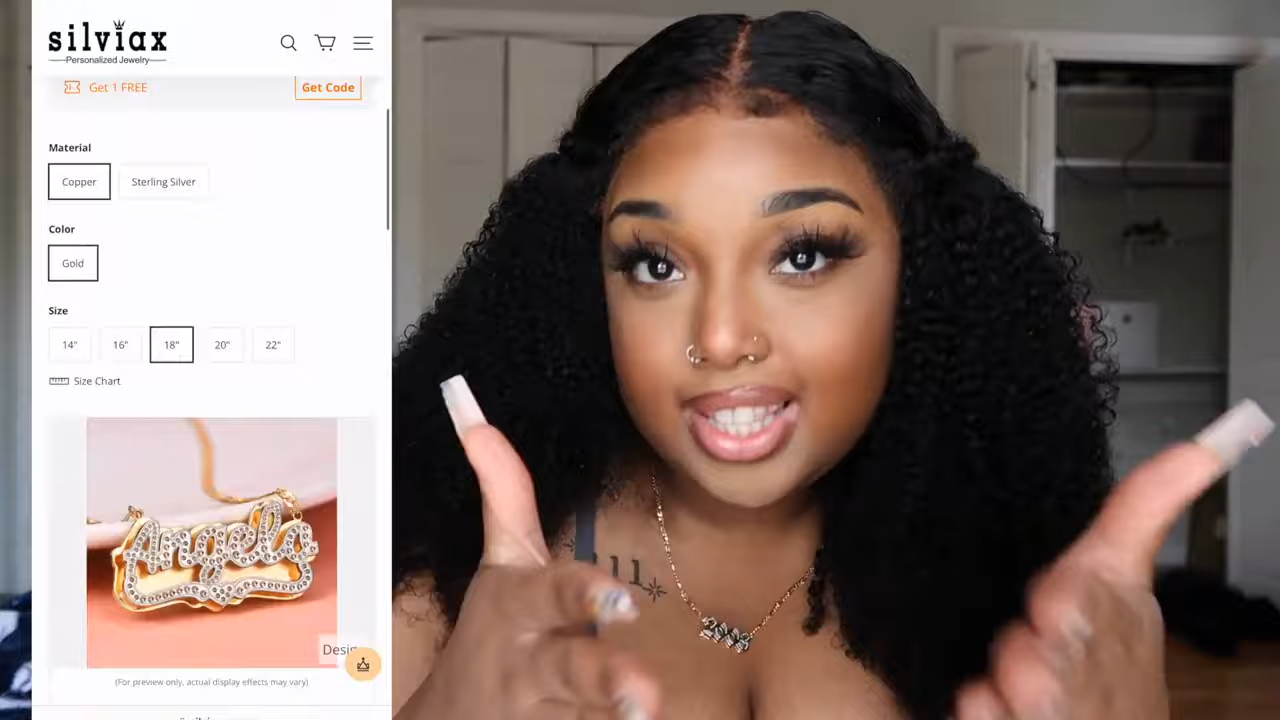 silviax
Personalized Jewelry
Get 1 FREE
Get Code
Material
Copper
Sterling Silver
Color
Gold
Size
14"
16"
18"
20"
22"
Size Chart
Angela
Desig
(For preview only, actual display effects may vary)